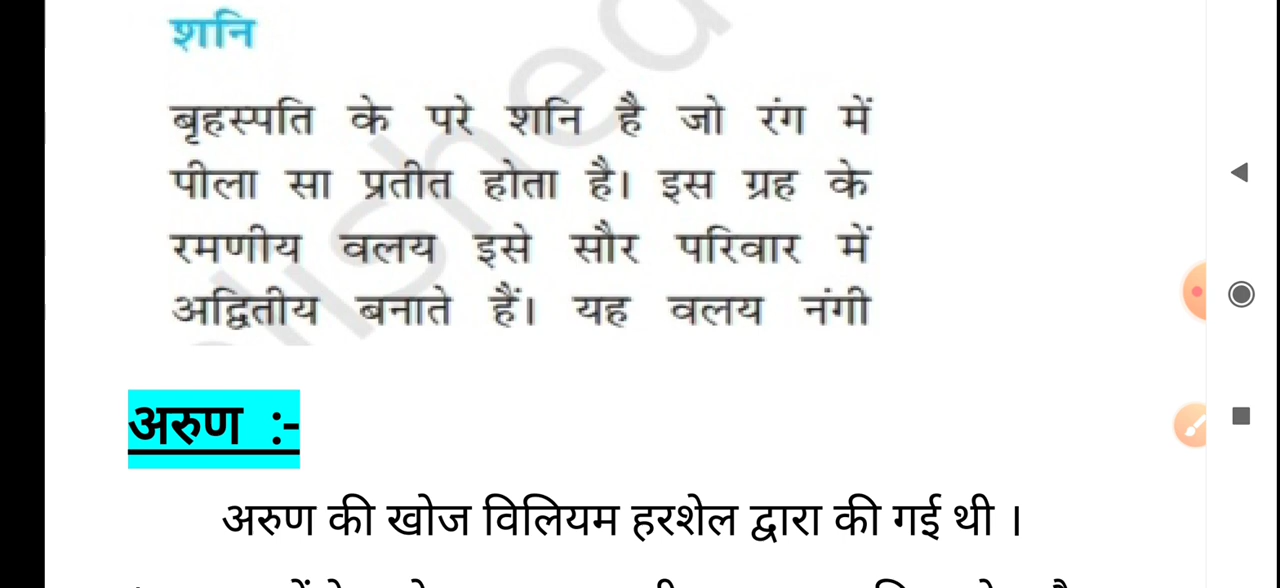 शनि
बृहस्पति के परे शनि है जो रंग में
पीला सा प्रतीत होता है। इस ग्रह के
रमणीय वलय इसे सौर परिवार में
अद्वितीय बनाते हैं। यह वलय नंगी
अरुण :-
अरुण की खोज विलियम हरशेल द्वारा की गई थी ।